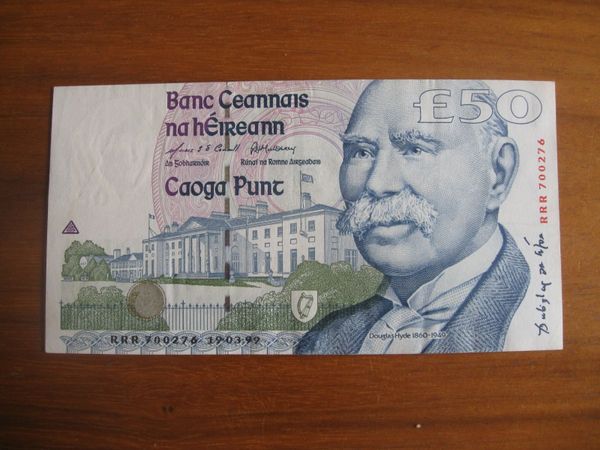 Banc Ceannais
na hÉireann
An Gobharnóir
Rúnaí na Roinne Airgeadais
Caoga Punt
£50
RRR 700276
Douglas Hyde 1860-1949
RRR 700276 19·03·99